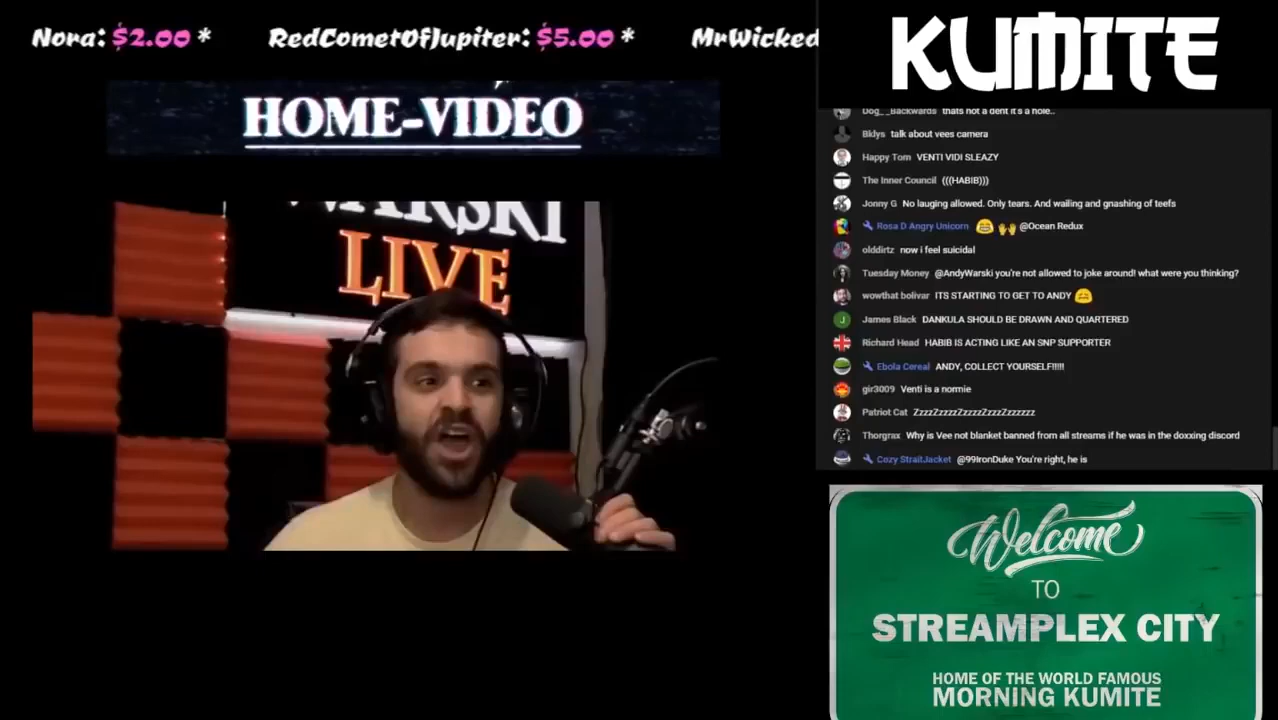 Nora: $2.00 * RedCometOfJupiter: $5.00 * MrWicked
KUMITE
HOME-VIDEO
WARSKI
LIVE
Dog__Backwards thats not a dent it's a hole..
Bklys talk about vees camera
Happy Tom VENTI VIDI SLEAZY
The Inner Council (((HABIB)))
Jonny G No lauging allowed. Only tears. And wailing and gnashing of teefs
Rosa D Angry Unicorn 😂 🙌 @Ocean Redux
olddirtz now i feel suicidal
Tuesday Money @AndyWarski you're not allowed to joke around! what were you thinking?
wowthat bolivar ITS STARTING TO GET TO ANDY 🤗
J James Black DANKULA SHOULD BE DRAWN AND QUARTERED
Richard Head HABIB IS ACTING LIKE AN SNP SUPPORTER
Ebola Cereal ANDY, COLLECT YOURSELF!!!!!
gir3009 Venti is a normie
Patriot Cat ZzzzZzzzzZzzzzZzzzZzzzzzz
Thorgrax Why is Vee not blanket banned from all streams if he was in the doxxing discord
Cozy StraitJacket @99IronDuke You're right, he is
Welcome
TO
STREAMPLEX CITY
HOME OF THE WORLD FAMOUS
MORNING KUMITE